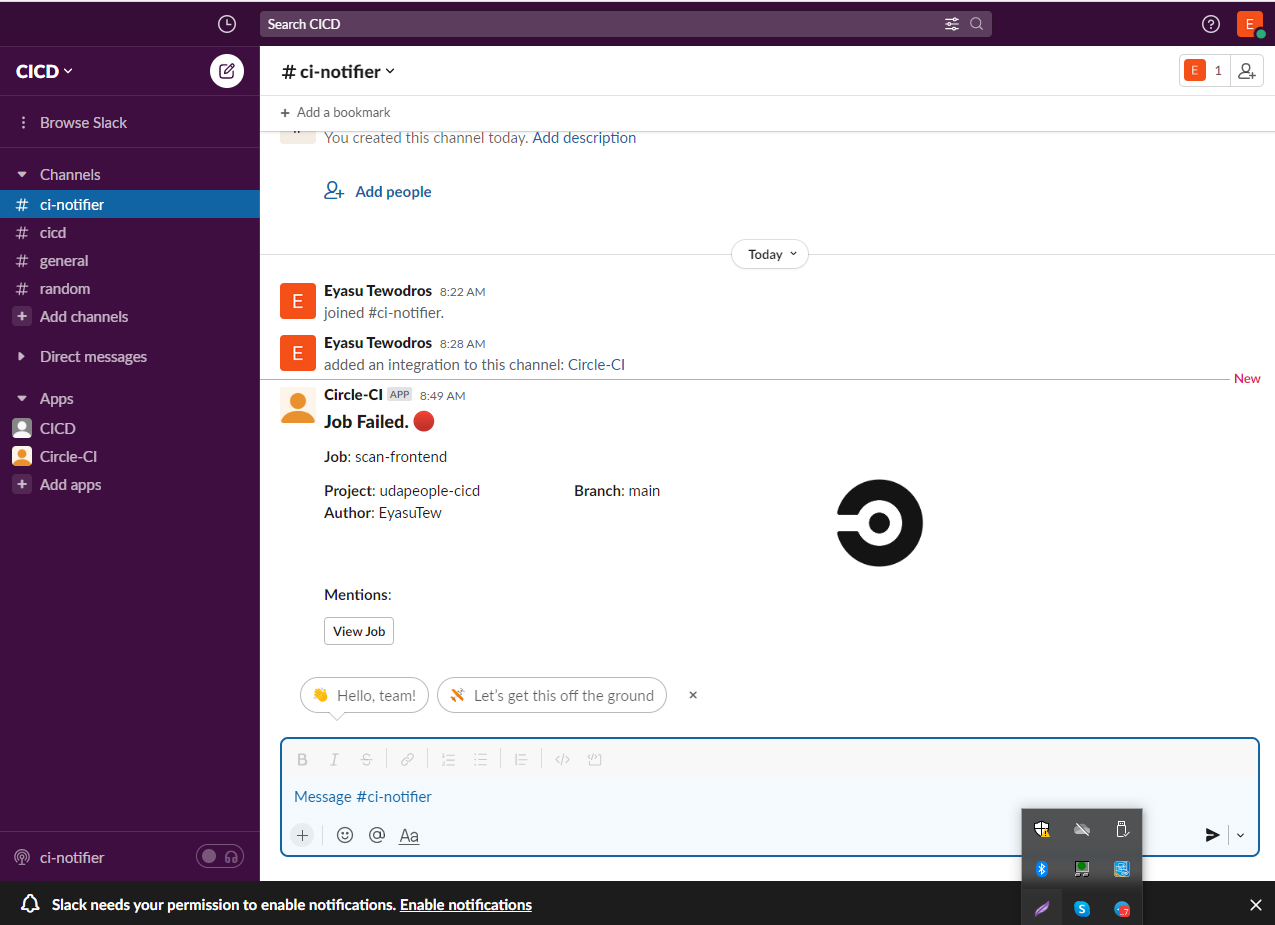 Search CICD
E
CICD
# ci-notifier
E 1
+ Add a bookmark
Browse Slack
You created this channel today. Add description
Channels
Add people
# ci-notifier
# cicd
# general
# random
+ Add channels
Direct messages
Apps
CICD
Circle-CI
+ Add apps
Today
E
Eyasu Tewodros 8:22 AM
joined #ci-notifier.
E
Eyasu Tewodros 8:28 AM
added an integration to this channel: Circle-CI
New
Circle-CI APP 8:49 AM
Job Failed.
Job: scan-frontend
Project: udapeople-cicd Branch: main
Author: EyasuTew
Mentions:
View Job
Hello, team! Let's get this off the ground
B I S
Message #ci-notifier
+ @ Aa
ci-notifier
Slack needs your permission to enable notifications. Enable notifications
S 7